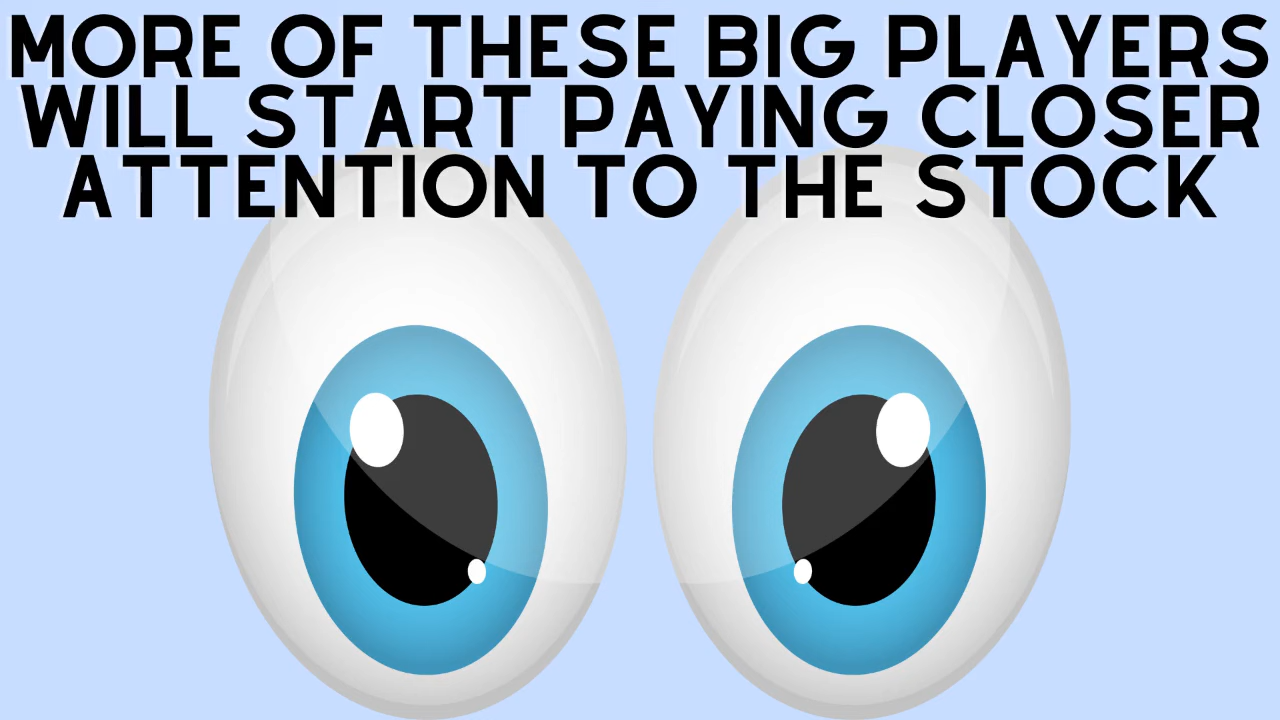 MORE OF THESE BIG PLAYERS
WILL START PAYING CLOSER
ATTENTION TO THE STOCK